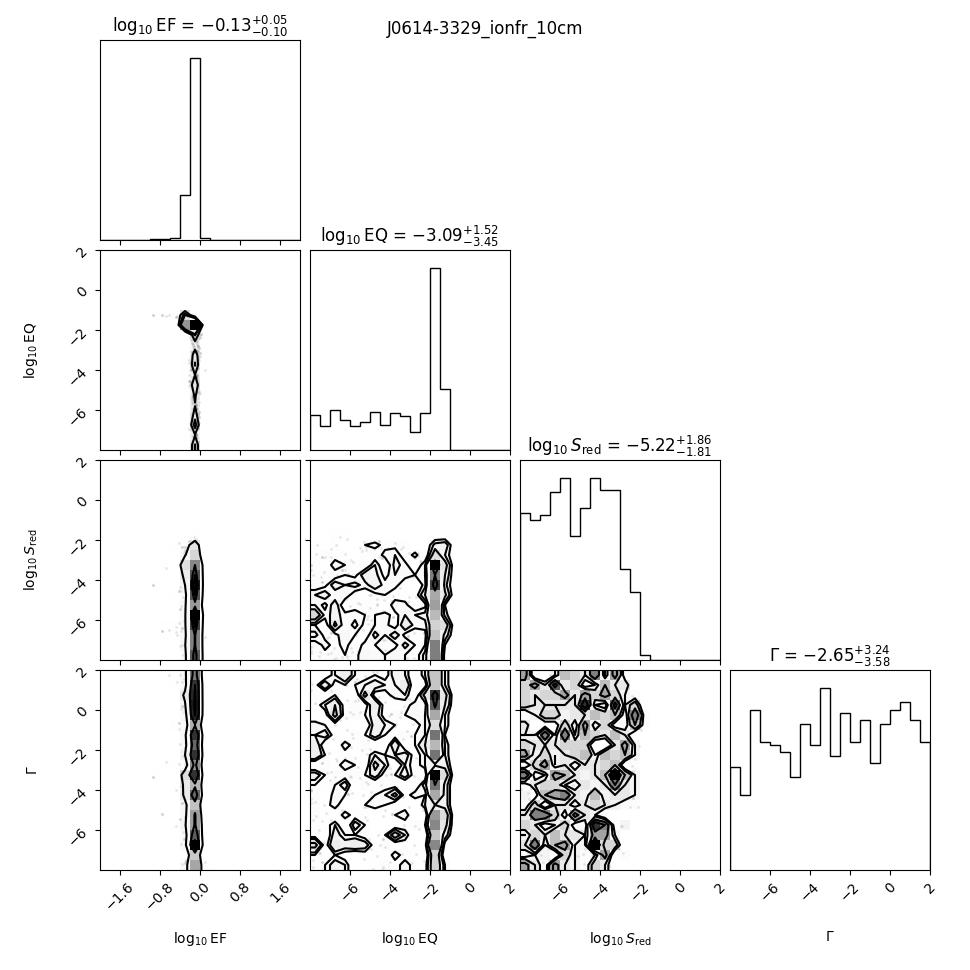 J0614-3329_ionfr_10cm
log₁₀ EF = −0.13 +0.05 −0.10
log₁₀ EQ = −3.09 +1.52 −3.45
log₁₀ S_red = −5.22 +1.86 −1.81
Γ = −2.65 +3.24 −3.58
log₁₀ EQ
2
0
−2
−4
−6
log₁₀ S_red
2
0
−2
−4
−6
Γ
2
0
−2
−4
−6
−1.6 −0.8 0.0 0.8 1.6
−6 −4 −2 0 2
−6 −4 −2 0 2
−6 −4 −2 0 2
log₁₀ EF
log₁₀ EQ
log₁₀ S_red
Γ